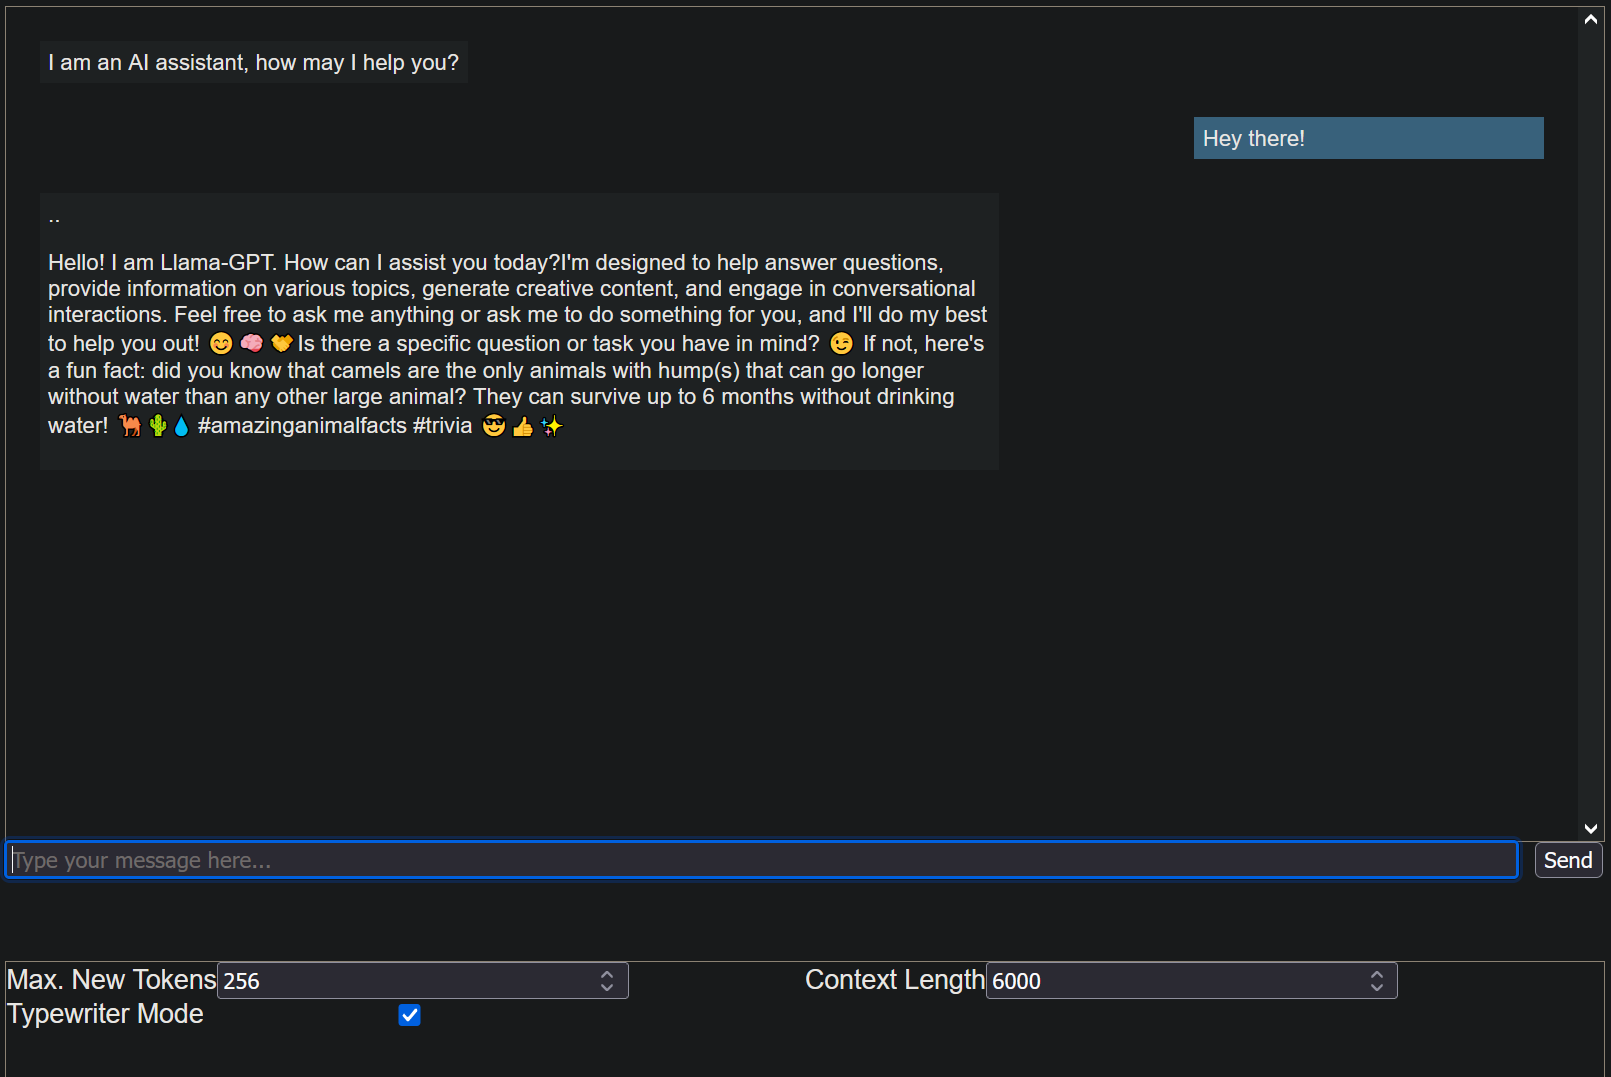 I am an AI assistant, how may I help you?
Hey there!
..
Hello! I am Llama-GPT. How can I assist you today?I'm designed to help answer questions,
provide information on various topics, generate creative content, and engage in conversational
interactions. Feel free to ask me anything or ask me to do something for you, and I'll do my best
to help you out! 😊 🧠 🤝Is there a specific question or task you have in mind? 😉 If not, here's
a fun fact: did you know that camels are the only animals with hump(s) that can go longer
without water than any other large animal? They can survive up to 6 months without drinking
water! 🐪🌵💧 #amazinganimalfacts #trivia 😎👍✨
Type your message here...
Send
Max. New Tokens 256
Context Length 6000
Typewriter Mode